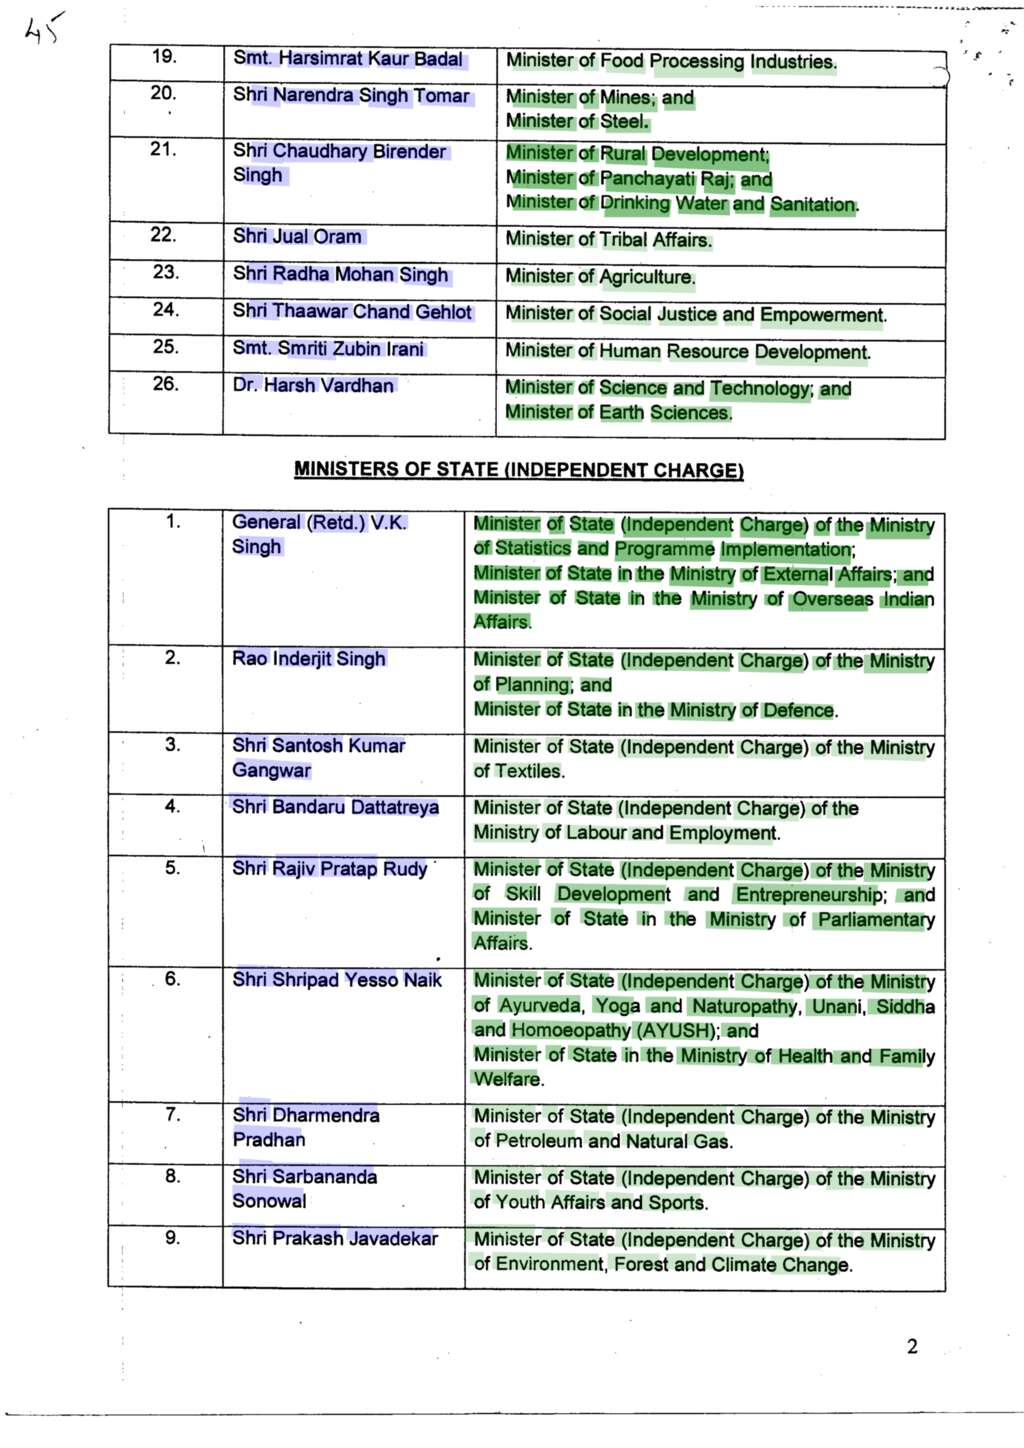 45
19. Smt. Harsimrat Kaur Badal Minister of Food Processing Industries.
20. Shri Narendra Singh Tomar Minister of Mines; and
Minister of Steel.
21. Shri Chaudhary Birender Minister of Rural Development;
Singh Minister of Panchayati Raj; and
Minister of Drinking Water and Sanitation.
22. Shri Jual Oram Minister of Tribal Affairs.
23. Shri Radha Mohan Singh Minister of Agriculture.
24. Shri Thaawar Chand Gehlot Minister of Social Justice and Empowerment.
25. Smt. Smriti Zubin Irani Minister of Human Resource Development.
26. Dr. Harsh Vardhan Minister of Science and Technology; and
Minister of Earth Sciences.
MINISTERS OF STATE (INDEPENDENT CHARGE)
1. General (Retd.) V.K. Minister of State (Independent Charge) of the Ministry
Singh of Statistics and Programme Implementation;
Minister of State in the Ministry of External Affairs; and
Minister of State in the Ministry of Overseas Indian
Affairs.
2. Rao Inderjit Singh Minister of State (Independent Charge) of the Ministry
of Planning; and
Minister of State in the Ministry of Defence.
3. Shri Santosh Kumar Minister of State (Independent Charge) of the Ministry
Gangwar of Textiles.
4. Shri Bandaru Dattatreya Minister of State (Independent Charge) of the
Ministry of Labour and Employment.
5. Shri Rajiv Pratap Rudy Minister of State (Independent Charge) of the Ministry
of Skill Development and Entrepreneurship; and
Minister of State in the Ministry of Parliamentary
Affairs.
6. Shri Shripad Yesso Naik Minister of State (Independent Charge) of the Ministry
of Ayurveda, Yoga and Naturopathy, Unani, Siddha
and Homoeopathy (AYUSH); and
Minister of State in the Ministry of Health and Family
Welfare.
7. Shri Dharmendra Minister of State (Independent Charge) of the Ministry
Pradhan of Petroleum and Natural Gas.
8. Shri Sarbananda Minister of State (Independent Charge) of the Ministry
Sonowal of Youth Affairs and Sports.
9. Shri Prakash Javadekar Minister of State (Independent Charge) of the Ministry
of Environment, Forest and Climate Change.
2